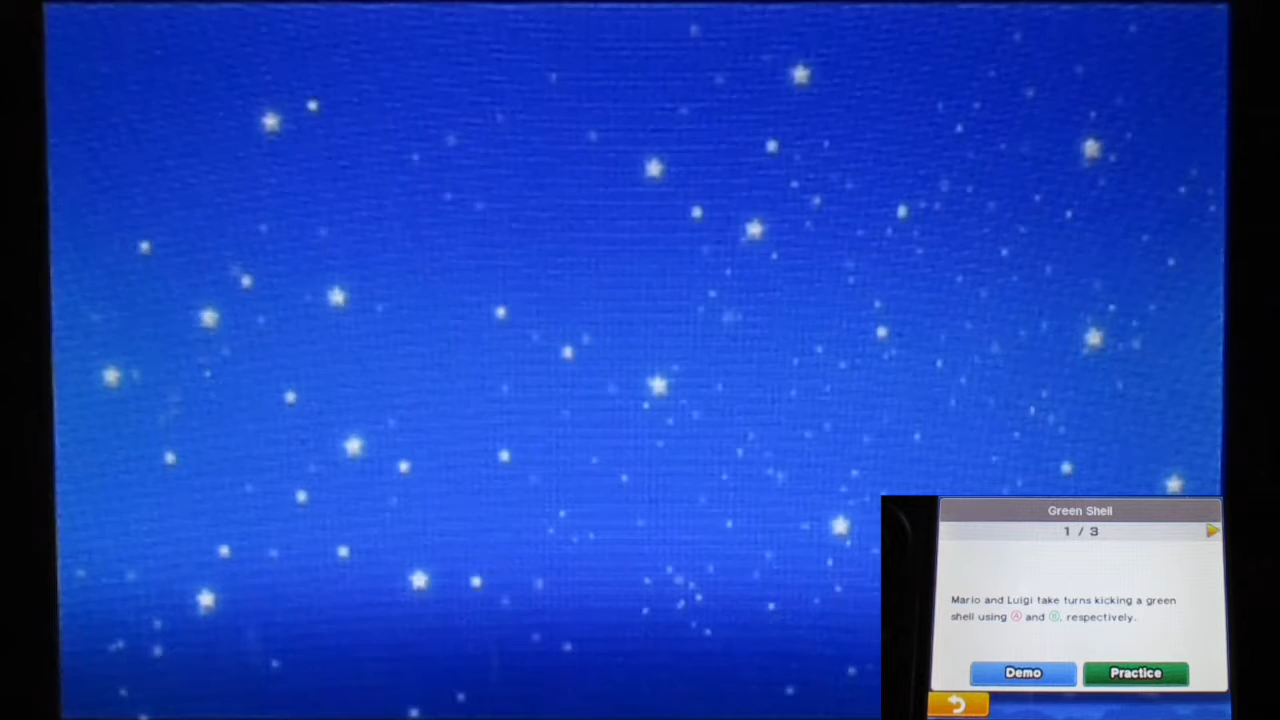 Green Shell
1 / 3
Mario and Luigi take turns kicking a green
shell using Ⓐ and Ⓑ, respectively.
Demo
Practice